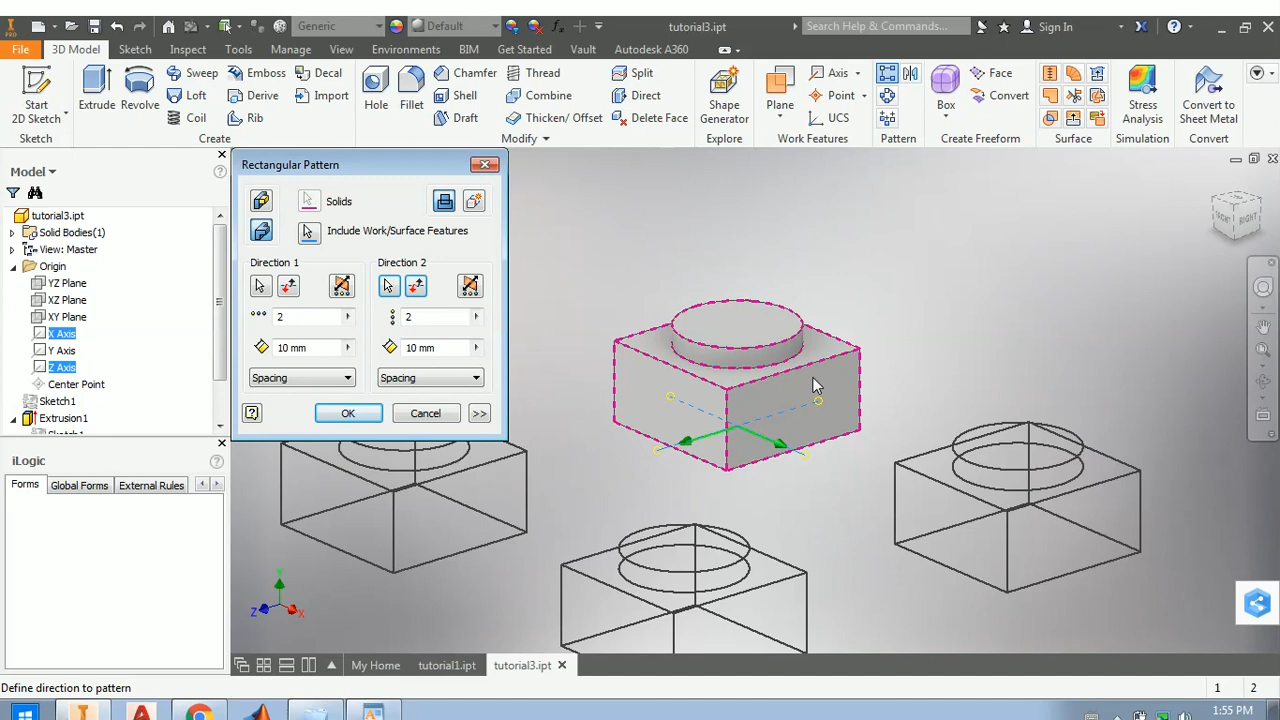 PRO
Generic
Default
fx
tutorial3.ipt
Search Help & Commands...
Sign In
File
3D Model
Sketch
Inspect
Tools
Manage
View
Environments
BIM
Get Started
Vault
Autodesk A360
Start
2D Sketch
Extrude
Revolve
Sweep
Loft
Coil
Emboss
Derive
Rib
Decal
Import
Hole
Fillet
Chamfer
Shell
Draft
Thread
Combine
Thicken/ Offset
Split
Direct
Delete Face
Shape
Generator
Plane
Axis
Point
UCS
Box
Face
Convert
Stress
Analysis
Convert to
Sheet Metal
Sketch
Create
Modify
Explore
Work Features
Pattern
Create Freeform
Surface
Simulation
Convert
Model
tutorial3.ipt
Solid Bodies(1)
View: Master
Origin
YZ Plane
XZ Plane
XY Plane
X Axis
Y Axis
Z Axis
Center Point
Sketch1
Extrusion1
Sketch1
Rectangular Pattern
Solids
Include Work/Surface Features
Direction 1
Direction 2
2
2
10 mm
10 mm
Spacing
Spacing
OK
Cancel
>>
FRONT
RIGHT
iLogic
Forms
Global Forms
External Rules
Y
Z
X
My Home
tutorial1.ipt
tutorial3.ipt
Define direction to pattern
1
2
1:55 PM